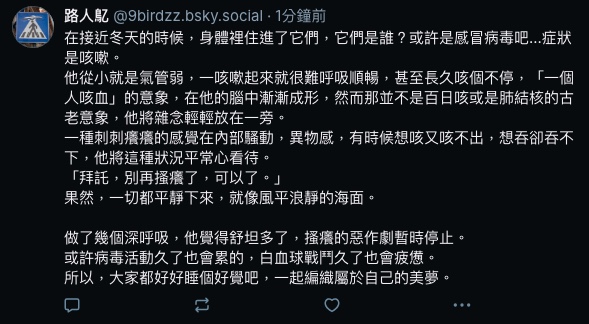 路人髚 @9birdzz.bsky.social · 1分鐘前
在接近冬天的時候，身體裡住進了它們，它們是誰？或許是感冒病毒吧...症狀
是咳嗽。
他從小就是氣管弱，一咳嗽起來就很難呼吸順暢，甚至長久咳個不停，「一個
人咳血」的意象，在他的腦中漸漸成形，然而那並不是百日咳或是肺結核的古
老意象，他將雜念輕輕放在一旁。
一種刺刺癢癢的感覺在內部騷動，異物感，有時候想咳又咳不出，想吞卻吞不
下，他將這種狀況平常心看待。
「拜託，別再搔癢了，可以了。」
果然，一切都平靜下來，就像風平浪靜的海面。
做了幾個深呼吸，他覺得舒坦多了，搔癢的惡作劇暫時停止。
或許病毒活動久了也會累的，白血球戰鬥久了也會疲憊。
所以，大家都好好睡個好覺吧，一起編織屬於自己的美夢。